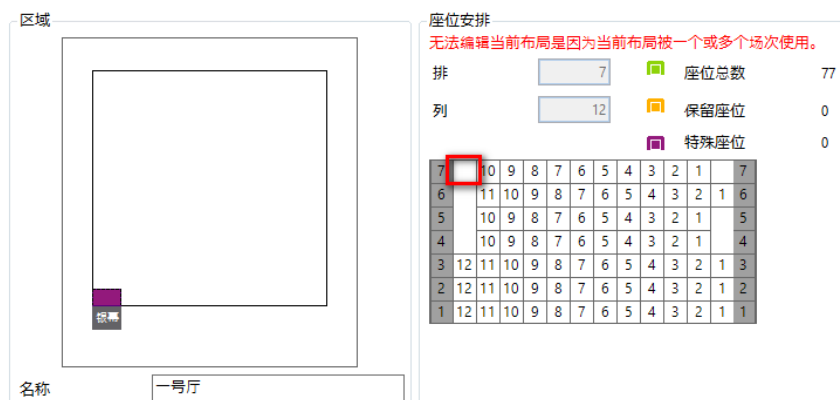 区域
银幕
名称
一号厅
座位安排
无法编辑当前布局是因为当前布局被一个或多个场次使用。
排 7 座位总数 77
列 12 保留座位 0
特殊座位 0
7 10 9 8 7 6 5 4 3 2 1 7
6 11 10 9 8 7 6 5 4 3 2 1 6
5 10 9 8 7 6 5 4 3 2 1 5
4 10 9 8 7 6 5 4 3 2 1 4
3 12 11 10 9 8 7 6 5 4 3 2 1 3
2 12 11 10 9 8 7 6 5 4 3 2 1 2
1 12 11 10 9 8 7 6 5 4 3 2 1 1